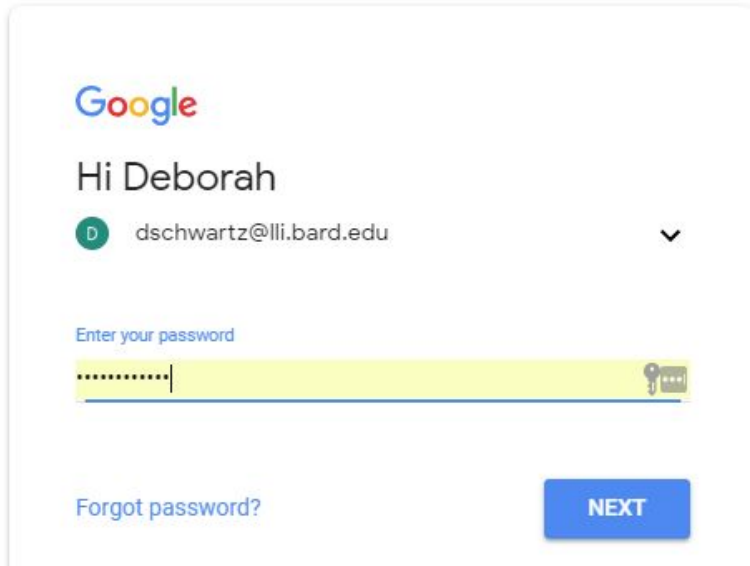 Google
Hi Deborah
D dschwartz@lli.bard.edu
Enter your password
••••••••••••
Forgot password? NEXT